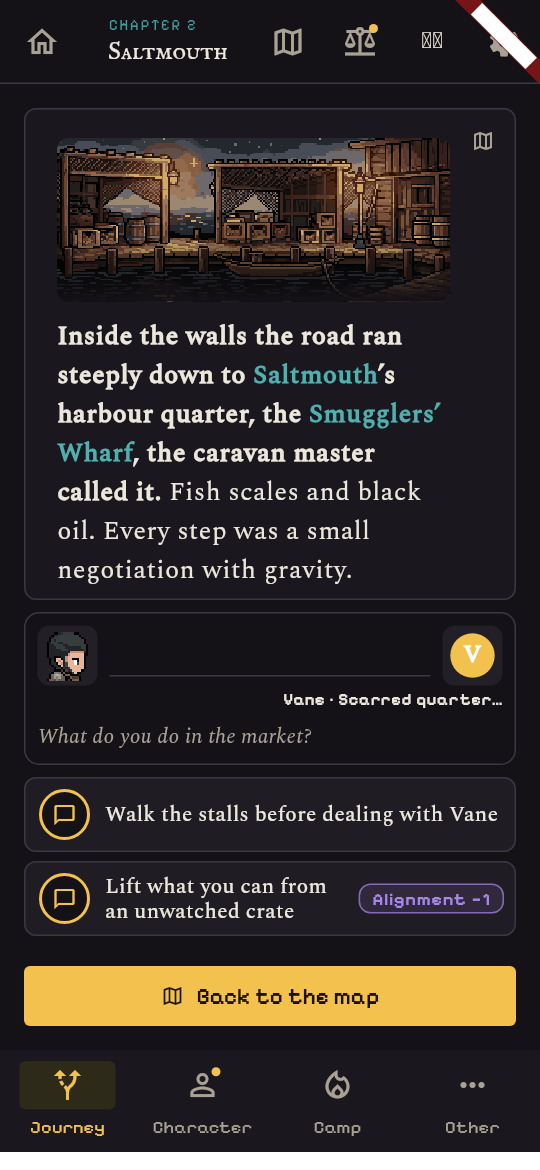 CHAPTER 2
Saltmouth
Inside the walls the road ran
steeply down to Saltmouth's
harbour quarter, the Smugglers'
Wharf, the caravan master
called it. Fish scales and black
oil. Every step was a small
negotiation with gravity.
V
Vane · Scarred quarter…
What do you do in the market?
Walk the stalls before dealing with Vane
Lift what you can from
an unwatched crate
Alignment -1
Back to the map
Journey
Character
Camp
Other